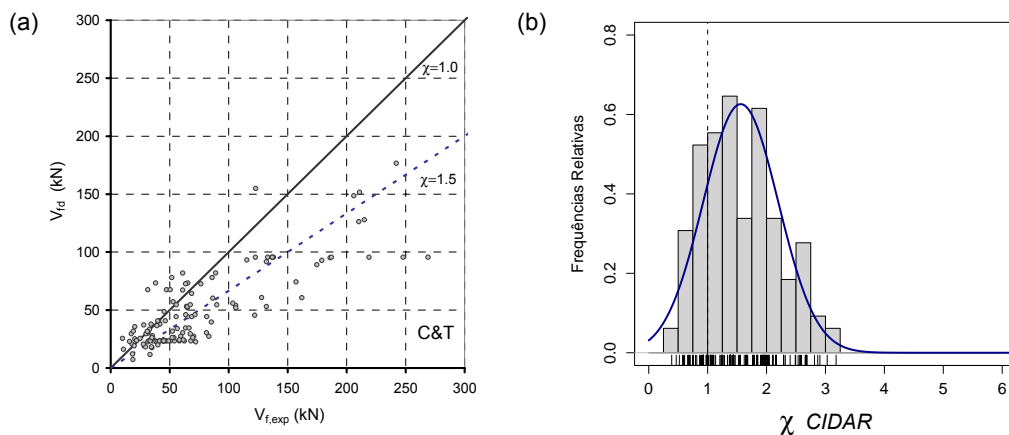 (a)
300
250
200
150
100
50
0
V_fd (kN)
χ=1.0
χ=1.5
C&T
0 50 100 150 200 250 300
V_f,exp (kN)
(b)
0.8
0.6
0.4
0.2
0.0
Frequências Relativas
0 1 2 3 4 5 6
χ CIDAR